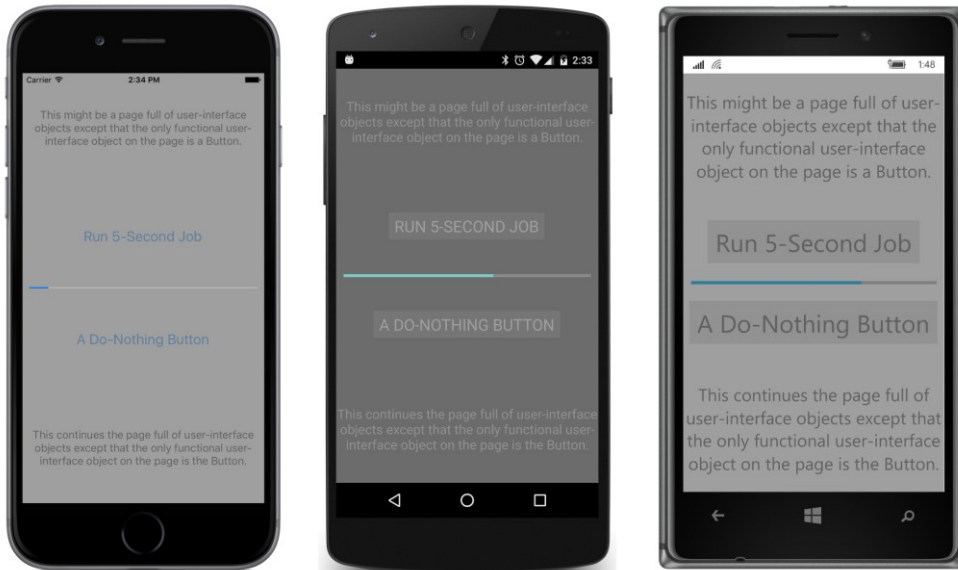 Carrier
2:34 PM
This might be a page full of user-interface
objects except that the only functional user-
interface object on the page is a Button.
Run 5-Second Job
A Do-Nothing Button
This continues the page full of user-interface
objects except that the only functional user-
interface object on the page is the Button.
2:33
This might be a page full of user-interface
objects except that the only functional user-
interface object on the page is a Button.
RUN 5-SECOND JOB
A DO-NOTHING BUTTON
This continues the page full of user-interface
objects except that the only functional user-
interface object on the page is the Button.
1:48
This might be a page full of user-
interface objects except that the
only functional user-interface
object on the page is a Button.
Run 5-Second Job
A Do-Nothing Button
This continues the page full of
user-interface objects except that
the only functional user-interface
object on the page is the Button.